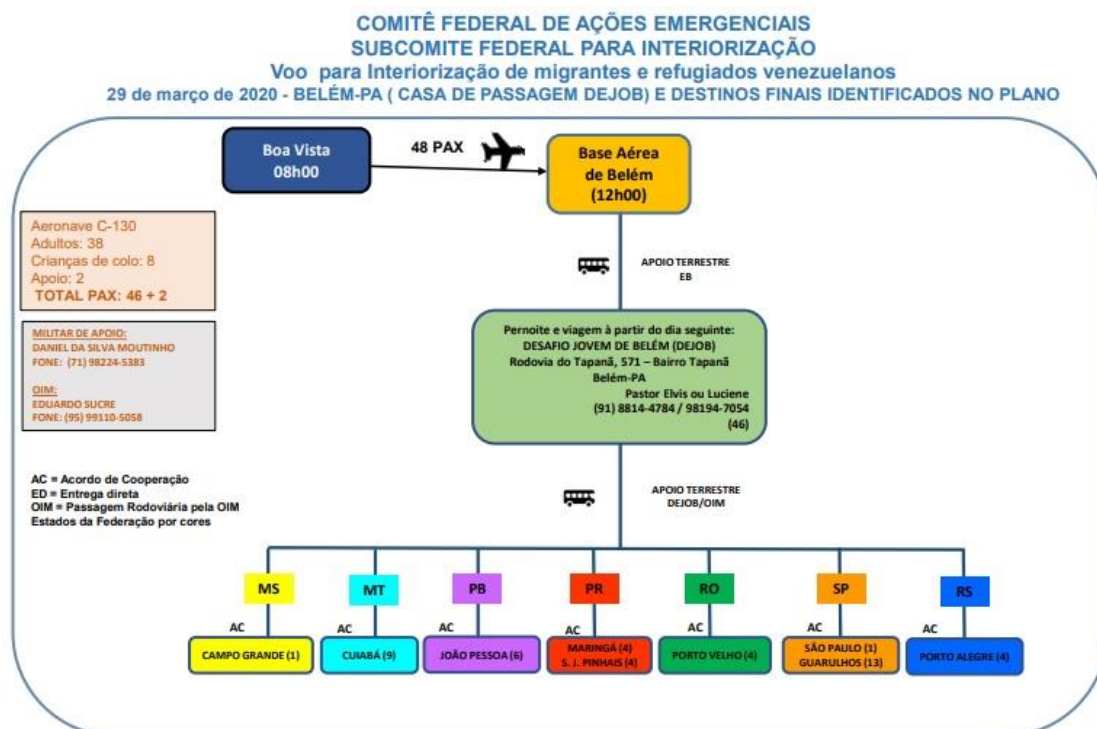 COMITÊ FEDERAL DE AÇÕES EMERGENCIAIS
SUBCOMITE FEDERAL PARA INTERIORIZAÇÃO
Voo para Interiorização de migrantes e refugiados venezuelanos
29 de março de 2020 - BELÉM-PA ( CASA DE PASSAGEM DEJOB) E DESTINOS FINAIS IDENTIFICADOS NO PLANO
Boa Vista
08h00
48 PAX
Base Aérea
de Belém
(12h00)
Aeronave C-130
Adultos: 38
Crianças de colo: 8
Apoio: 2
TOTAL PAX: 46 + 2
APOIO TERRESTRE
EB
MILITAR DE APOIO:
DANIEL DA SILVA MOUTINHO
FONE: (71) 98224-5383
OIM:
EDUARDO SUCRE
FONE: (95) 99110-5058
Pernoite e viagem à partir do dia seguinte:
DESAFIO JOVEM DE BELÉM (DEJOB)
Rodovia do Tapanã, 571 – Bairro Tapanã
Belém-PA
Pastor Elvis ou Luciene
(91) 8814-4784 / 98194-7054
(46)
AC = Acordo de Cooperação
ED = Entrega direta
OIM = Passagem Rodoviária pela OIM
Estados da Federação por cores
APOIO TERRESTRE
DEJOB/OIM
MS
MT
PB
PR
RO
SP
RS
AC
AC
AC
AC
AC
AC
AC
CAMPO GRANDE (1)
CUIABÁ (9)
JOÃO PESSOA (6)
MARINGÁ (4)
S. J. PINHAIS (4)
PORTO VELHO (4)
SÃO PAULO (1)
GUARULHOS (13)
PORTO ALEGRE (4)